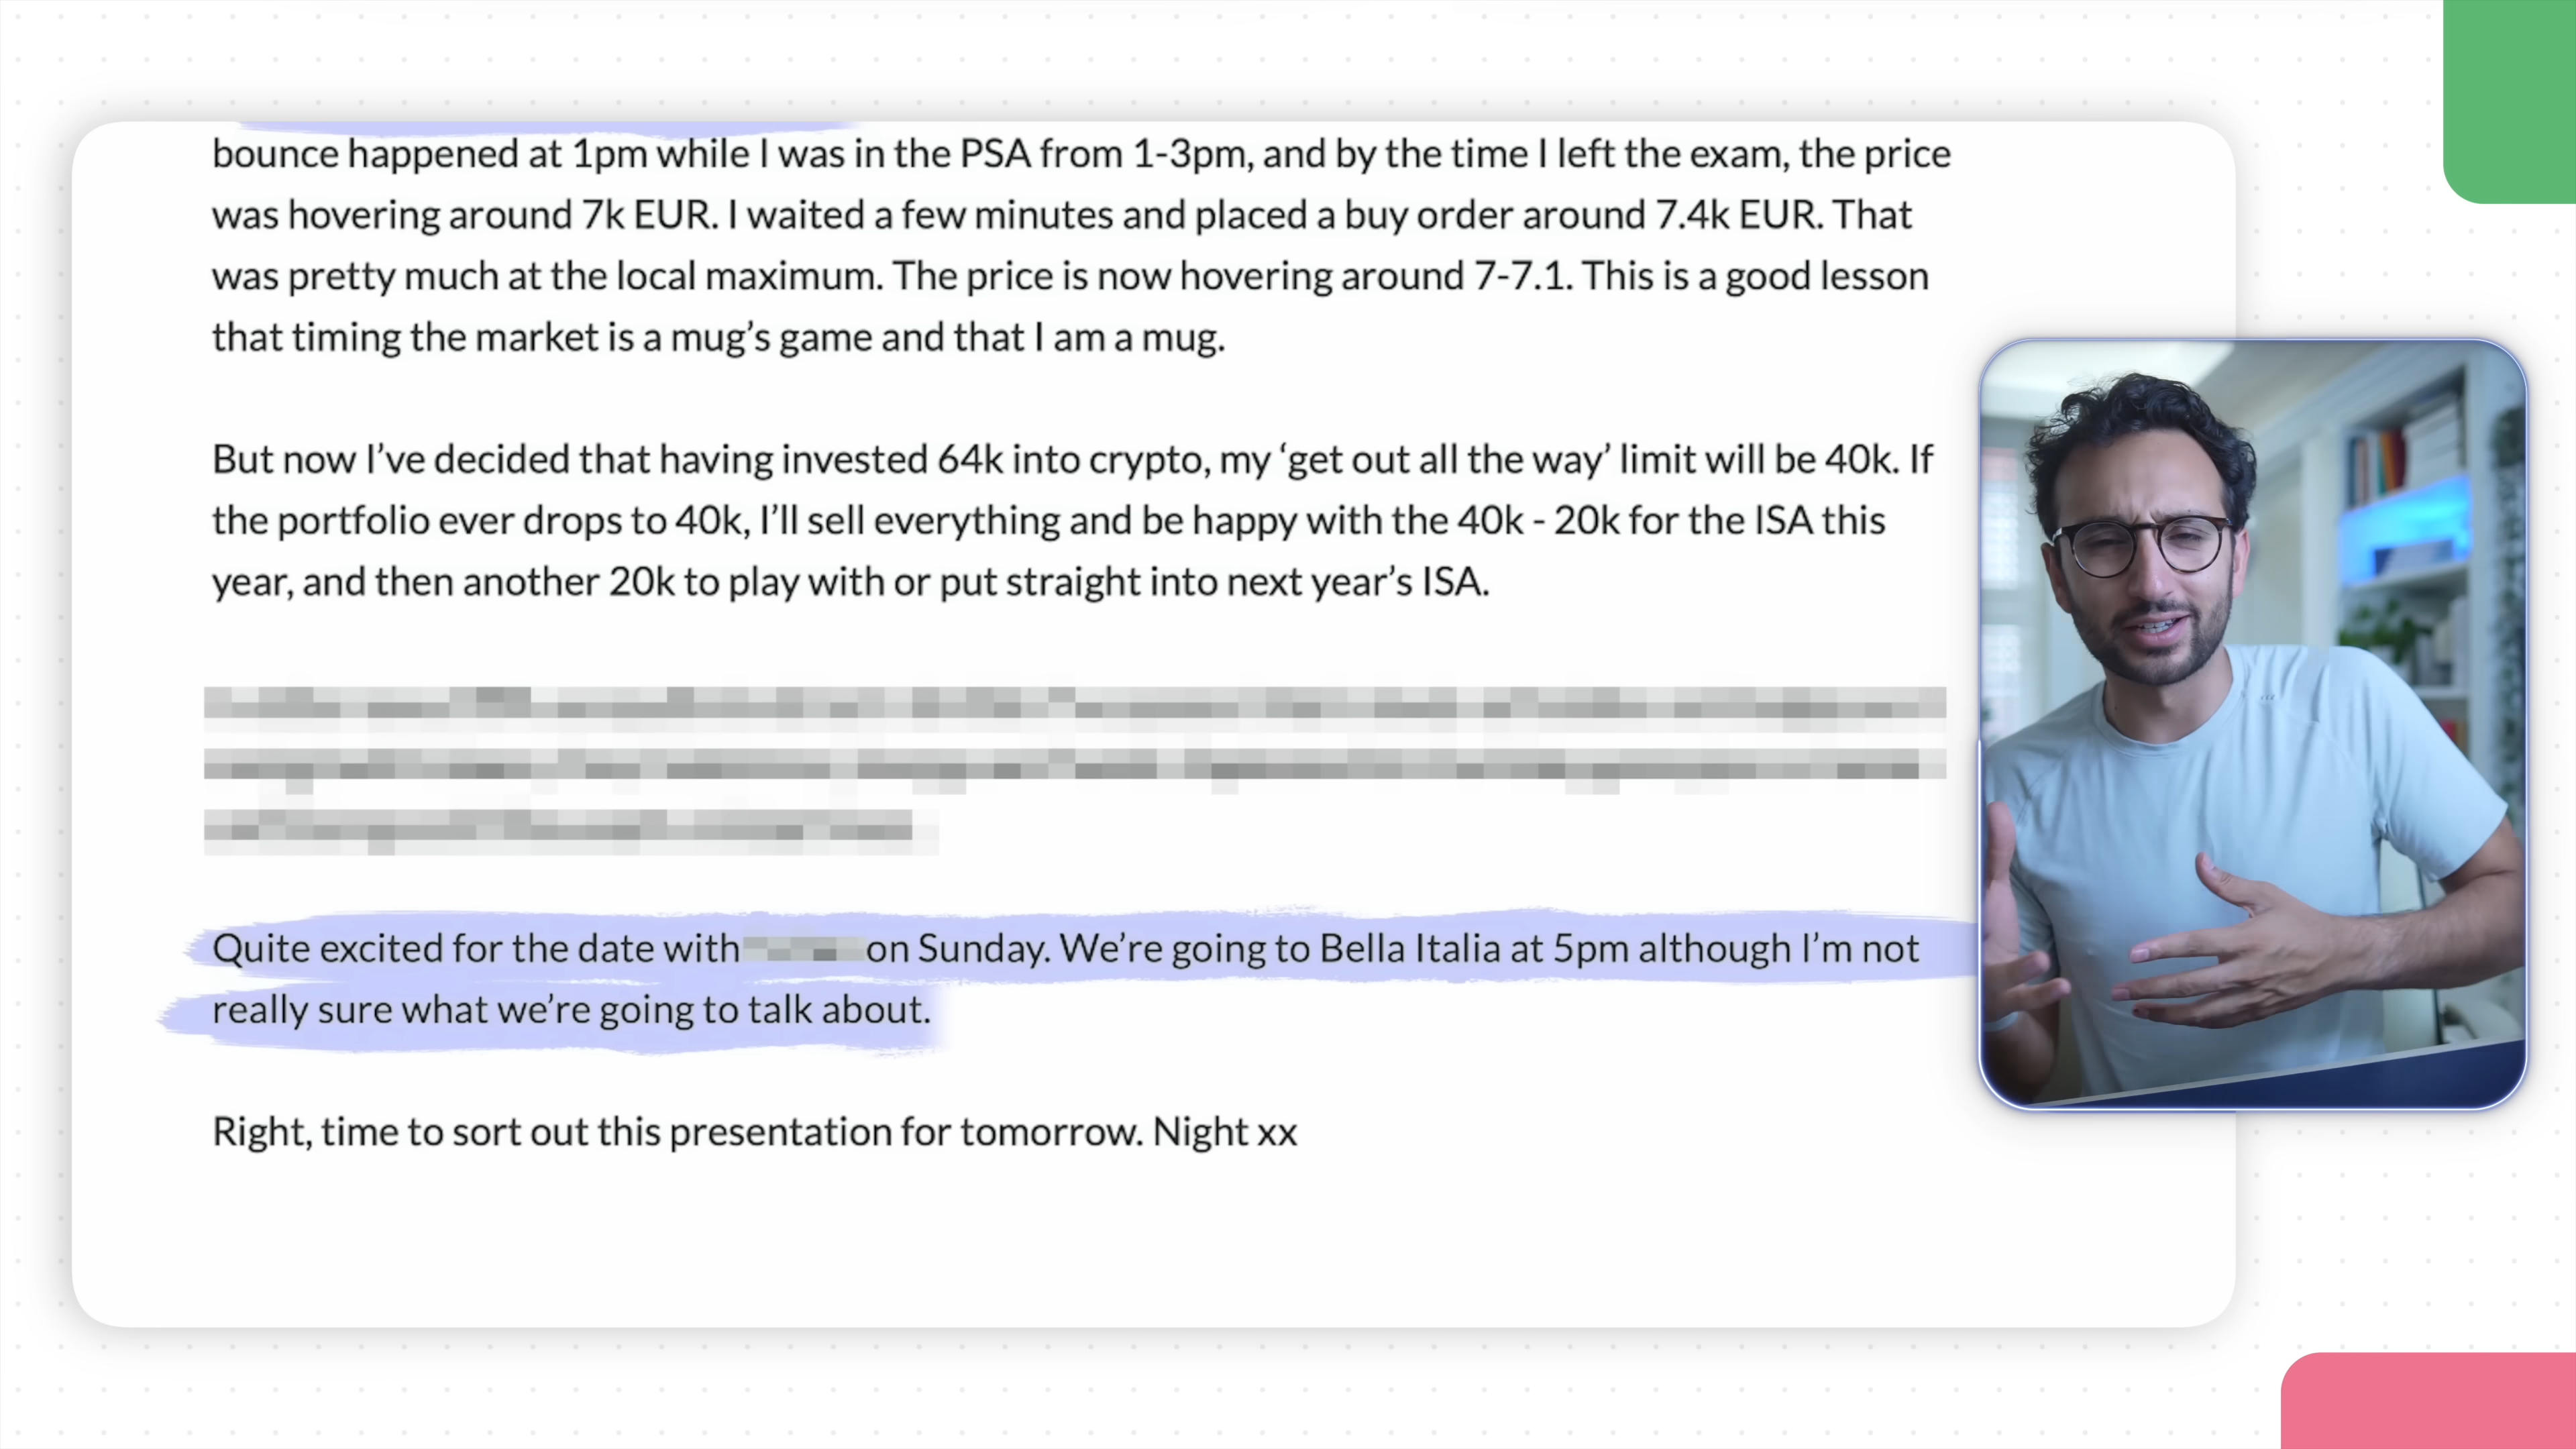 bounce happened at 1pm while I was in the PSA from 1-3pm, and by the time I left the exam, the price
was hovering around 7k EUR. I waited a few minutes and placed a buy order around 7.4k EUR. That
was pretty much at the local maximum. The price is now hovering around 7-7.1. This is a good lesson
that timing the market is a mug’s game and that I am a mug.
But now I’ve decided that having invested 64k into crypto, my ‘get out all the way’ limit will be 40k. If
the portfolio ever drops to 40k, I’ll sell everything and be happy with the 40k - 20k for the ISA this
year, and then another 20k to play with or put straight into next year’s ISA.
Quite excited for the date with on Sunday. We’re going to Bella Italia at 5pm although I’m not
really sure what we’re going to talk about.
Right, time to sort out this presentation for tomorrow. Night xx